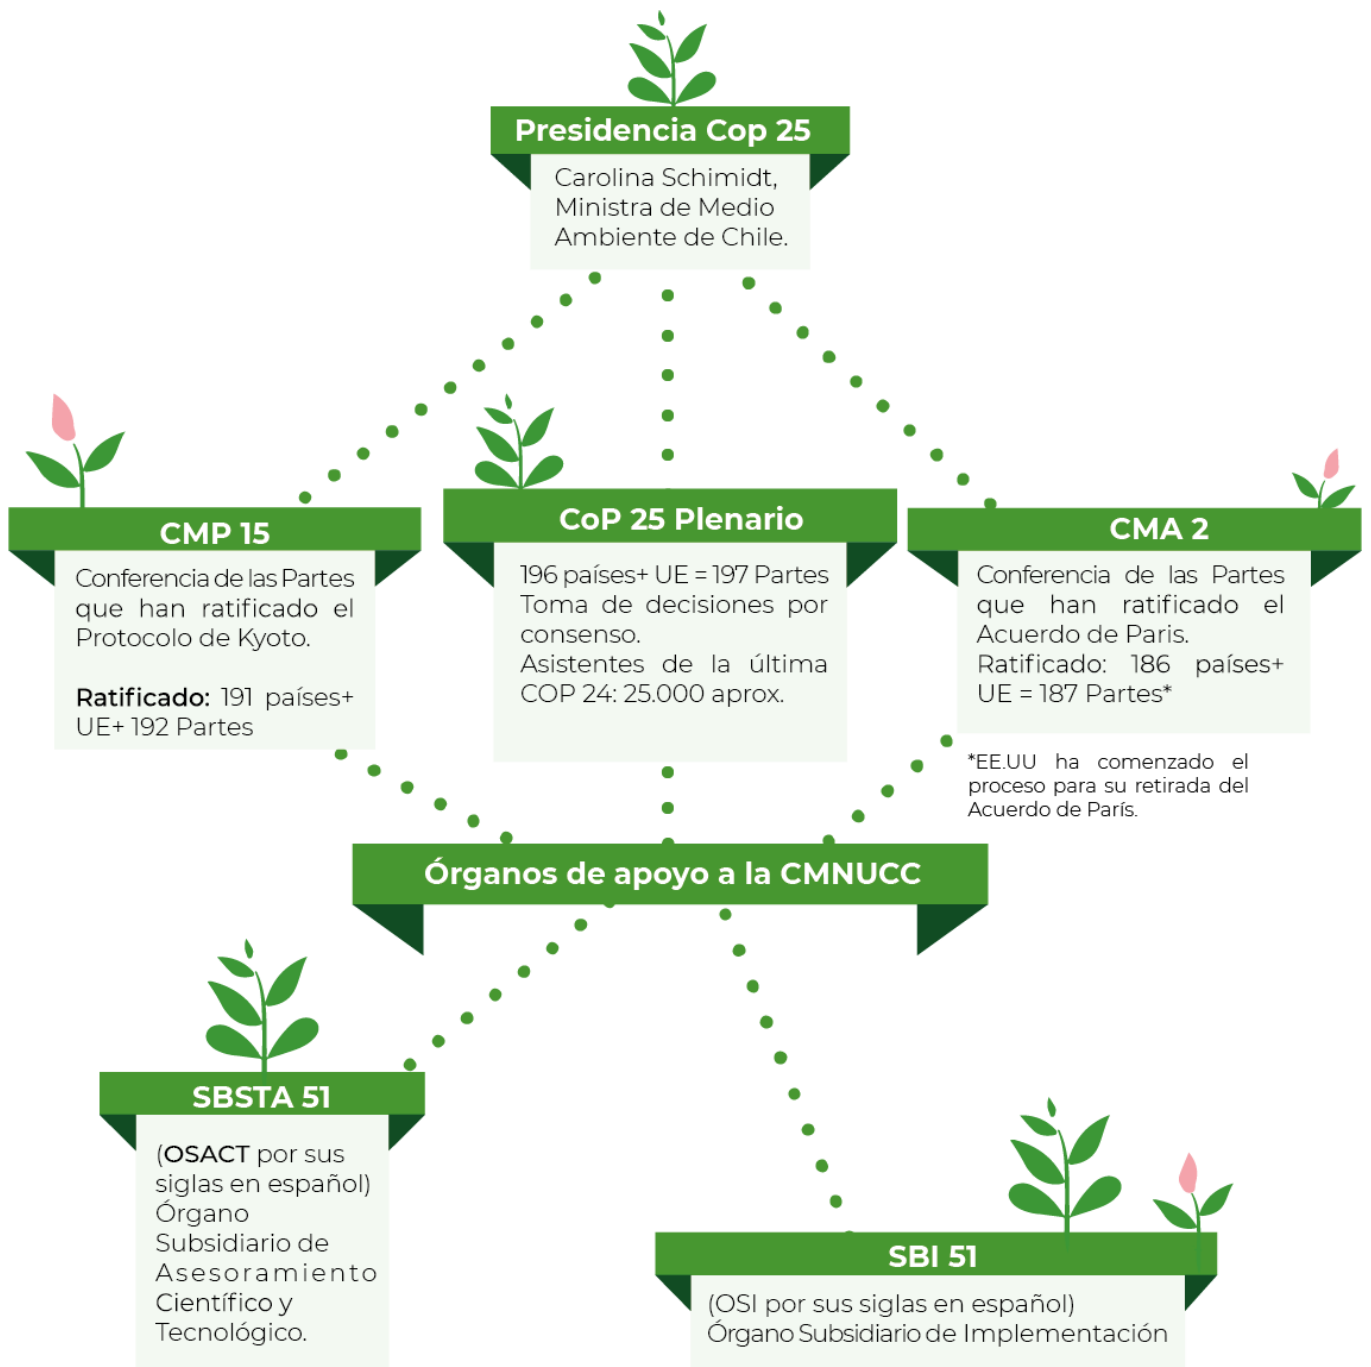 Presidencia Cop 25
Carolina Schimidt,
Ministra de Medio
Ambiente de Chile.
CMP 15
Conferencia de las Partes
que han ratificado el
Protocolo de Kyoto.
Ratificado: 191 países+
UE+ 192 Partes
CoP 25 Plenario
196 países+ UE = 197 Partes
Toma de decisiones por
consenso.
Asistentes de la última
COP 24: 25.000 aprox.
CMA 2
Conferencia de las Partes
que han ratificado el
Acuerdo de Paris.
Ratificado: 186 países+
UE = 187 Partes*
*EE.UU ha comenzado el
proceso para su retirada del
Acuerdo de París.
Órganos de apoyo a la CMNUCC
SBSTA 51
(OSACT por sus
siglas en español)
Órgano
Subsidiario de
Asesoramiento
Científico y
Tecnológico.
SBI 51
(OSI por sus siglas en español)
Órgano Subsidiario de Implementación